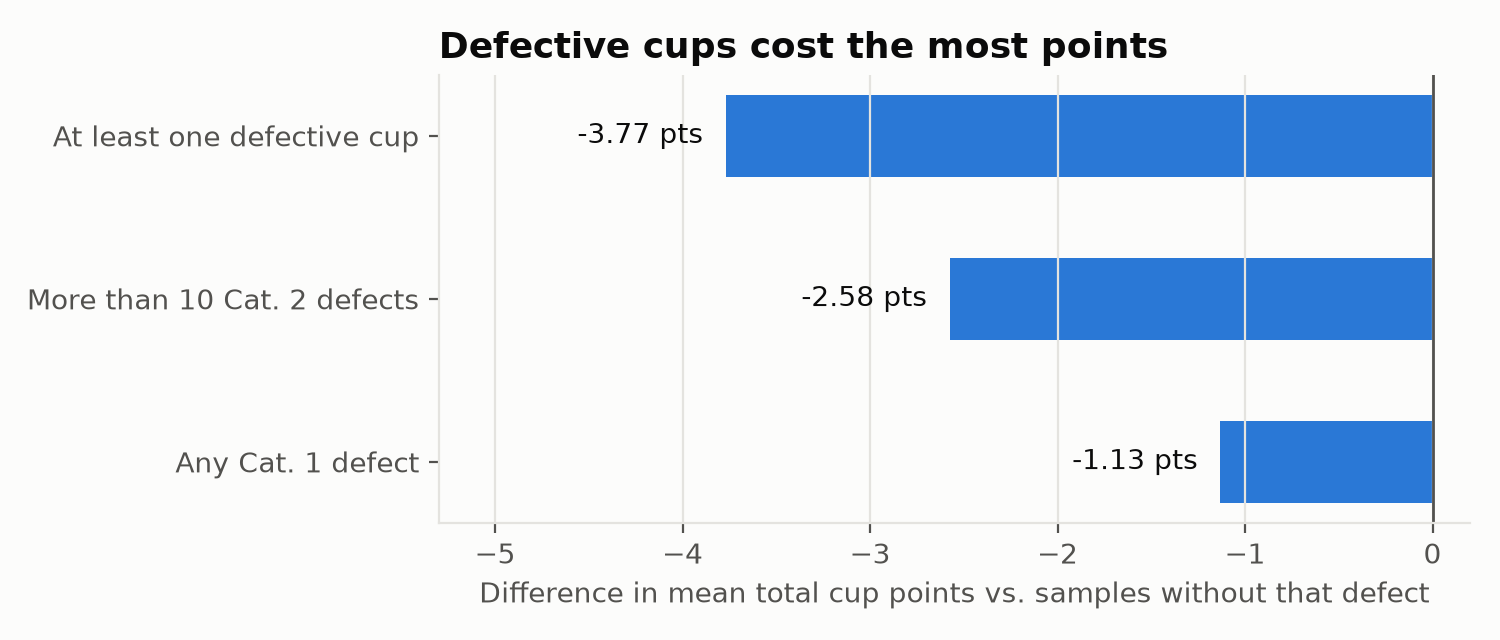 Defective cups cost the most points
At least one defective cup
-3.77 pts
More than 10 Cat. 2 defects
-2.58 pts
Any Cat. 1 defect
-1.13 pts
−5 −4 −3 −2 −1 0
Difference in mean total cup points vs. samples without that defect